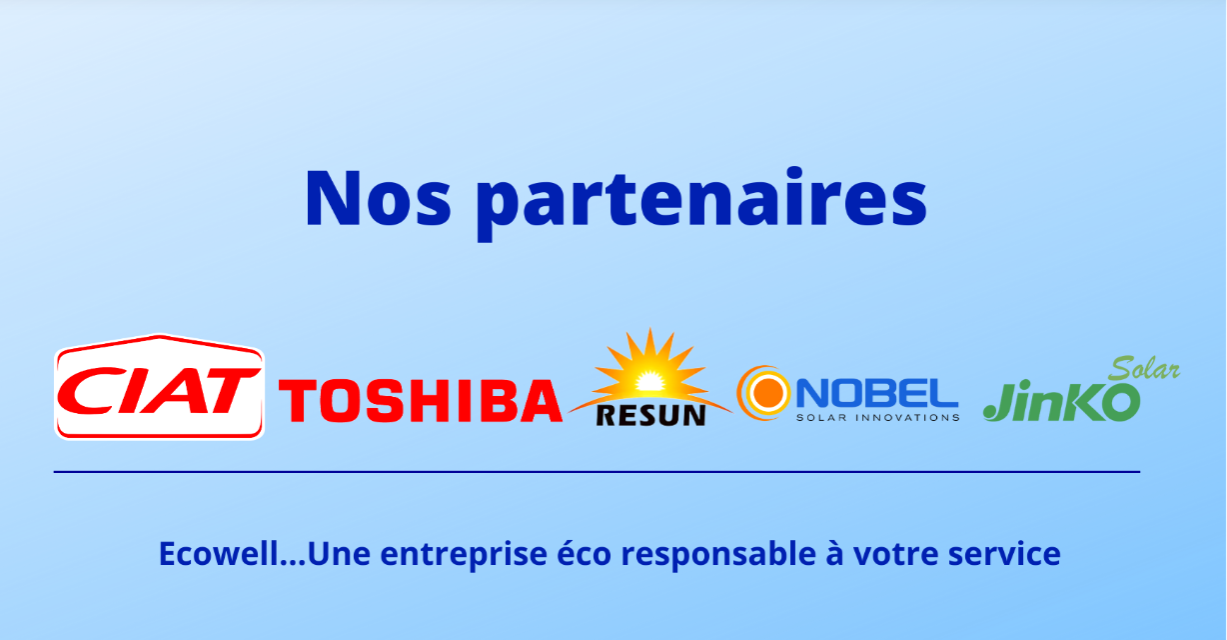 Nos partenaires
CIAT TOSHIBA RESUN NOBEL SOLAR INNOVATIONS JinKO Solar
Ecowell...Une entreprise éco responsable à votre service